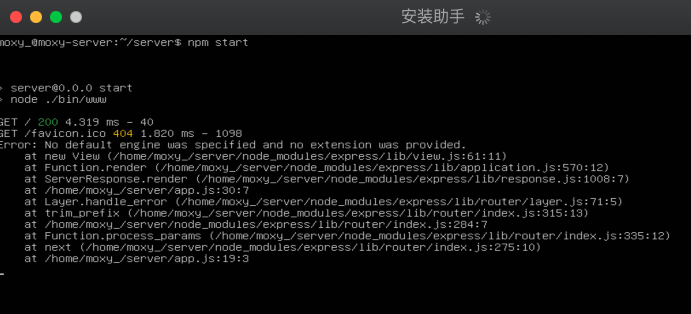 安装助手
moxy_@moxy-server:~/server$ npm start
> server@0.0.0 start
> node ./bin/www
GET / 200 4.319 ms - 40
GET /favicon.ico 404 1.820 ms - 1098
Error: No default engine was specified and no extension was provided.
at new View (/home/moxy_/server/node_modules/express/lib/view.js:61:11)
at Function.render (/home/moxy_/server/node_modules/express/lib/application.js:570:12)
at ServerResponse.render (/home/moxy_/server/node_modules/express/lib/response.js:1008:7)
at /home/moxy_/server/app.js:30:7
at Layer.handle_error (/home/moxy_/server/node_modules/express/lib/router/layer.js:71:5)
at trim_prefix (/home/moxy_/server/node_modules/express/lib/router/index.js:315:13)
at /home/moxy_/server/node_modules/express/lib/router/index.js:284:7
at Function.process_params (/home/moxy_/server/node_modules/express/lib/router/index.js:335:12)
at next (/home/moxy_/server/node_modules/express/lib/router/index.js:275:10)
at /home/moxy_/server/app.js:19:3